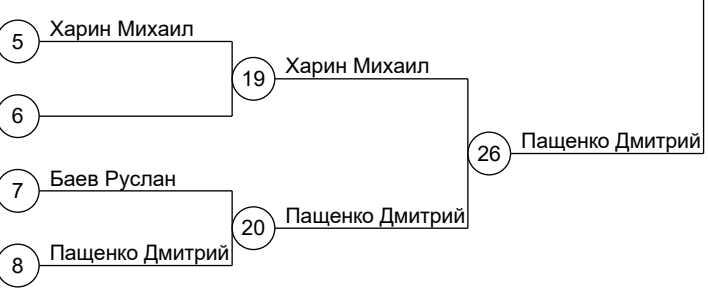 5 Харин Михаил
19 Харин Михаил
6
26 Пащенко Дмитрий
7 Баев Руслан
20 Пащенко Дмитрий
8 Пащенко Дмитрий